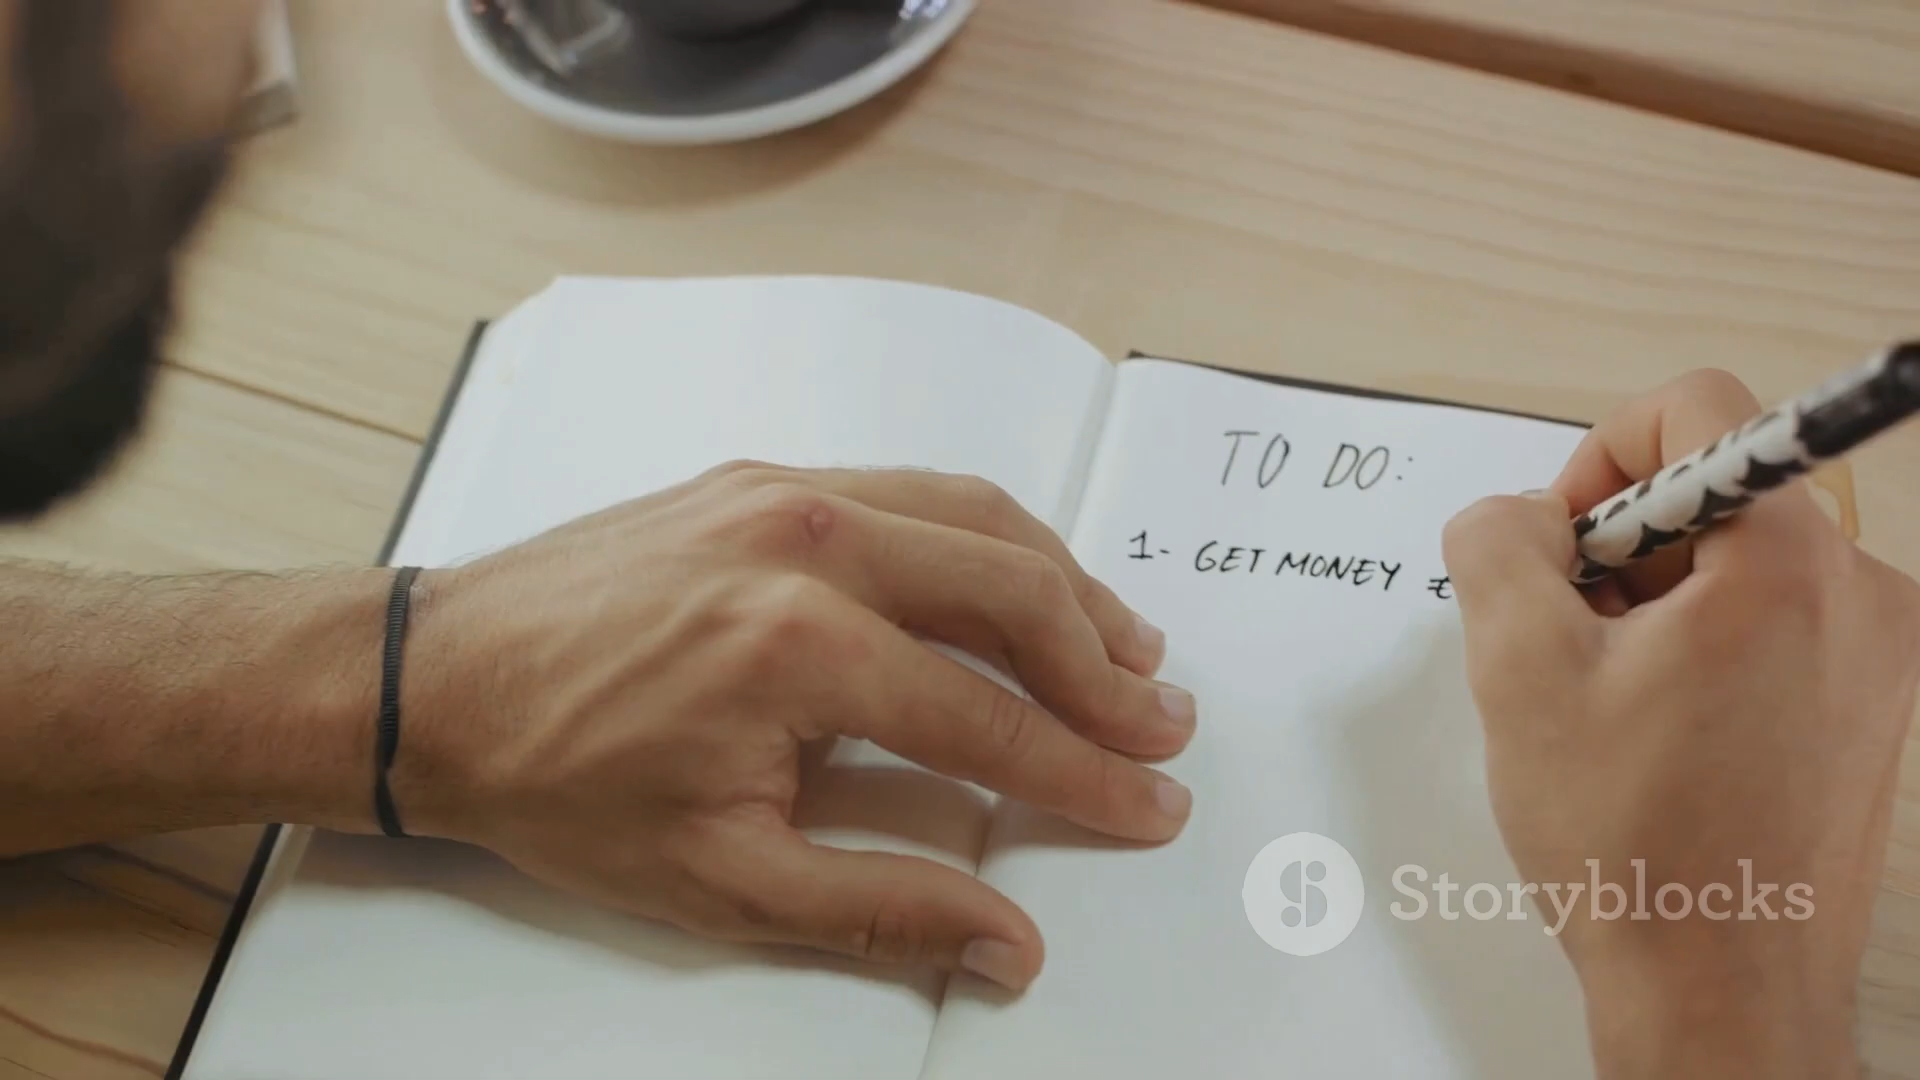 TO DO:
1- GET MONEY €
Storyblocks